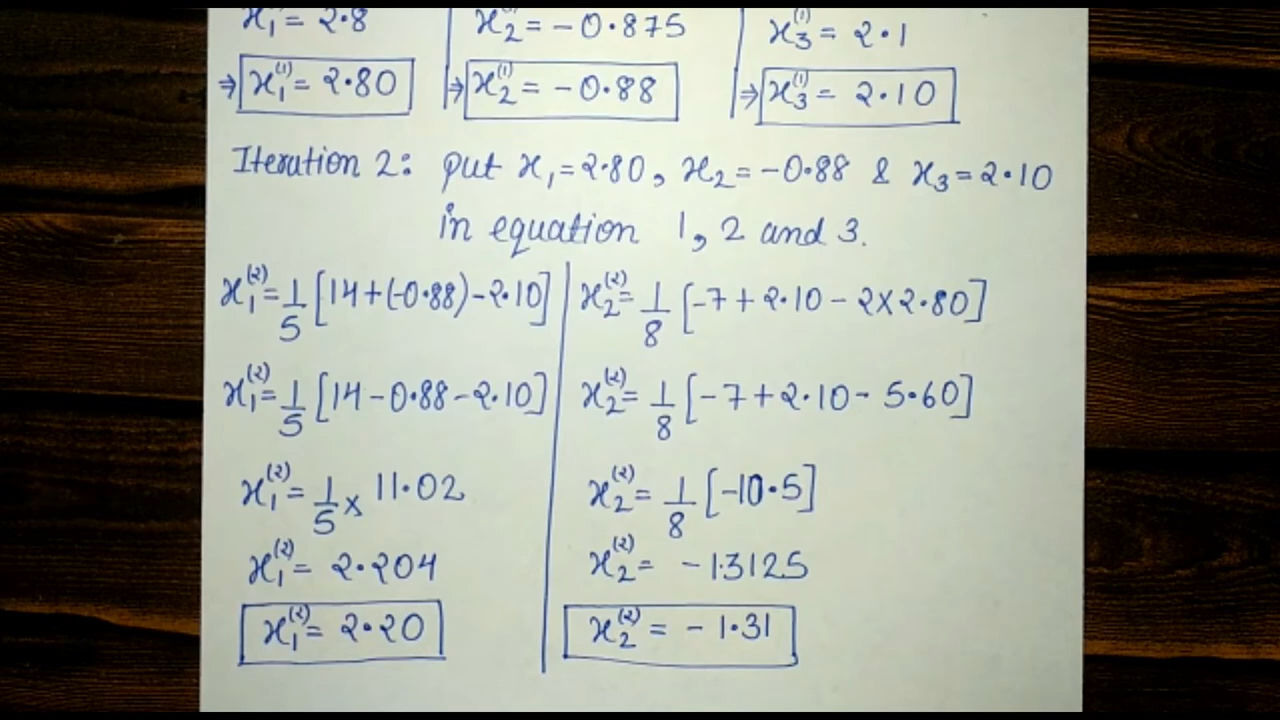 x₁⁽¹⁾ = 2.8 | x₂⁽¹⁾ = -0.875 | x₃⁽¹⁾ = 2.1
⇒ x₁⁽¹⁾ = 2.80 | ⇒ x₂⁽¹⁾ = -0.88 | ⇒ x₃⁽¹⁾ = 2.10
Iteration 2: put x₁=2.80, x₂=-0.88 & x₃=2.10
in equation 1, 2 and 3.
x₁⁽²⁾ = 1/5 [14+(-0.88)-2.10] | x₂⁽²⁾ = 1/8 [-7+2.10-2×2.80]
x₁⁽²⁾ = 1/5 [14-0.88-2.10] | x₂⁽²⁾ = 1/8 [-7+2.10-5.60]
x₁⁽²⁾ = 1/5 × 11.02 | x₂⁽²⁾ = 1/8 [-10.5]
x₁⁽²⁾ = 2.204 | x₂⁽²⁾ = -1.3125
x₁⁽²⁾ = 2.20 | x₂⁽²⁾ = -1.31